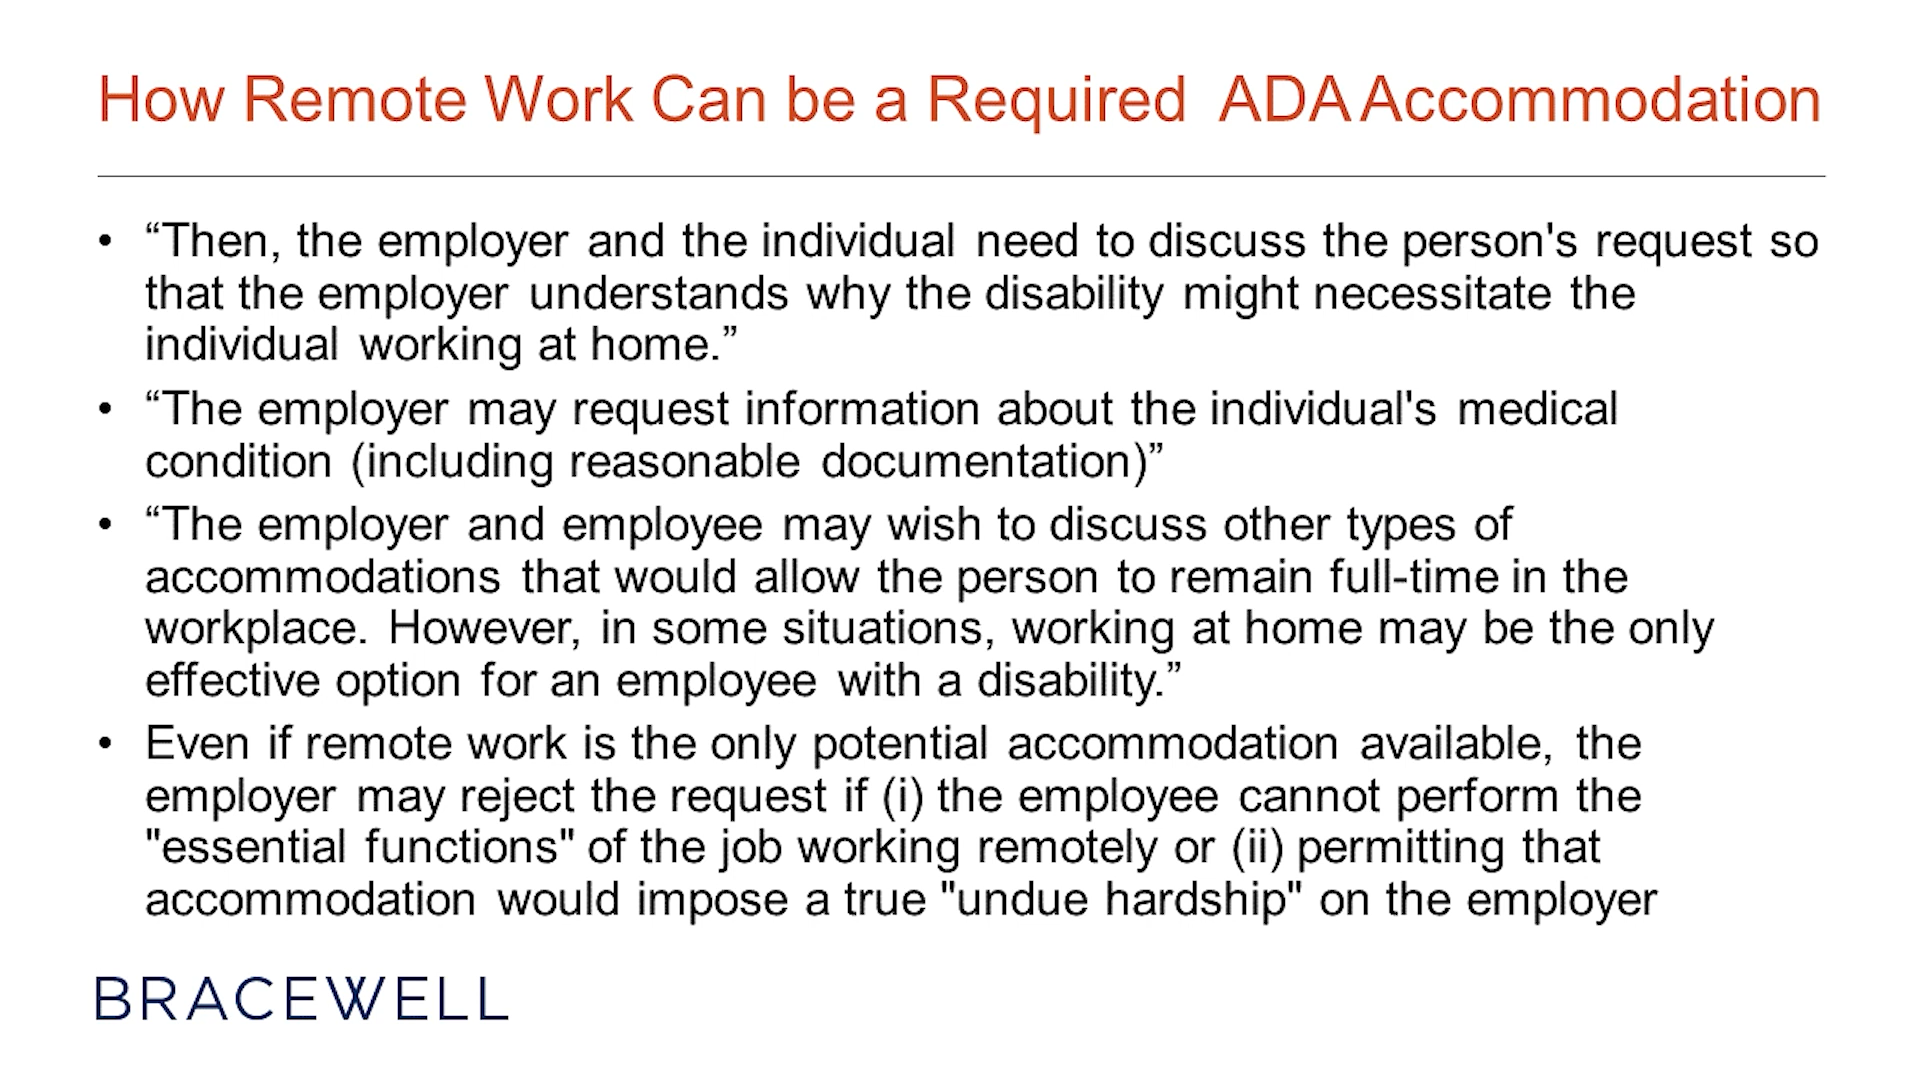 How Remote Work Can be a Required ADA Accommodation
• “Then, the employer and the individual need to discuss the person's request so
that the employer understands why the disability might necessitate the
individual working at home.”
• “The employer may request information about the individual's medical
condition (including reasonable documentation)”
• “The employer and employee may wish to discuss other types of
accommodations that would allow the person to remain full-time in the
workplace. However, in some situations, working at home may be the only
effective option for an employee with a disability.”
• Even if remote work is the only potential accommodation available, the
employer may reject the request if (i) the employee cannot perform the
"essential functions" of the job working remotely or (ii) permitting that
accommodation would impose a true "undue hardship" on the employer
BRACEWELL